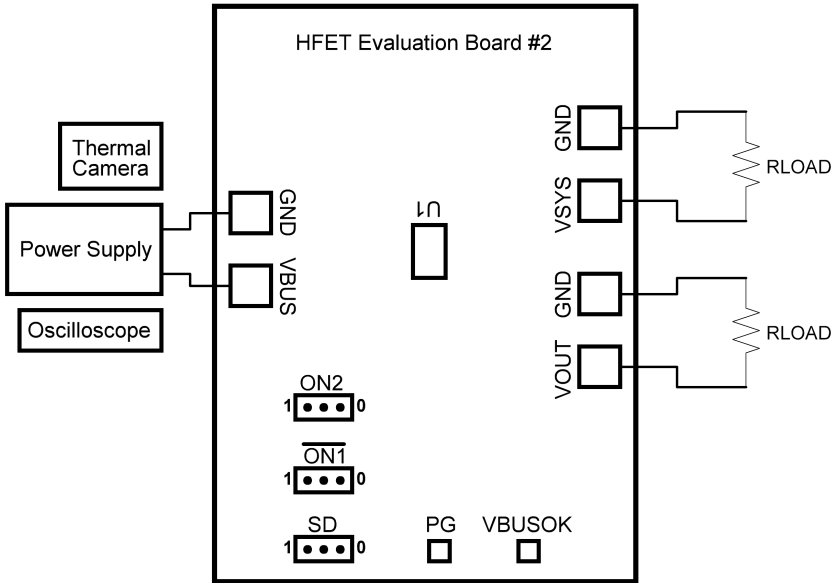 HFET Evaluation Board #2
Thermal
Camera
Power Supply
Oscilloscope
GND
VBUS
U1
GND
VSYS
RLOAD
GND
VOUT
RLOAD
ON2
1 0
ON1
1 0
SD
1 0
PG
VBUSOK